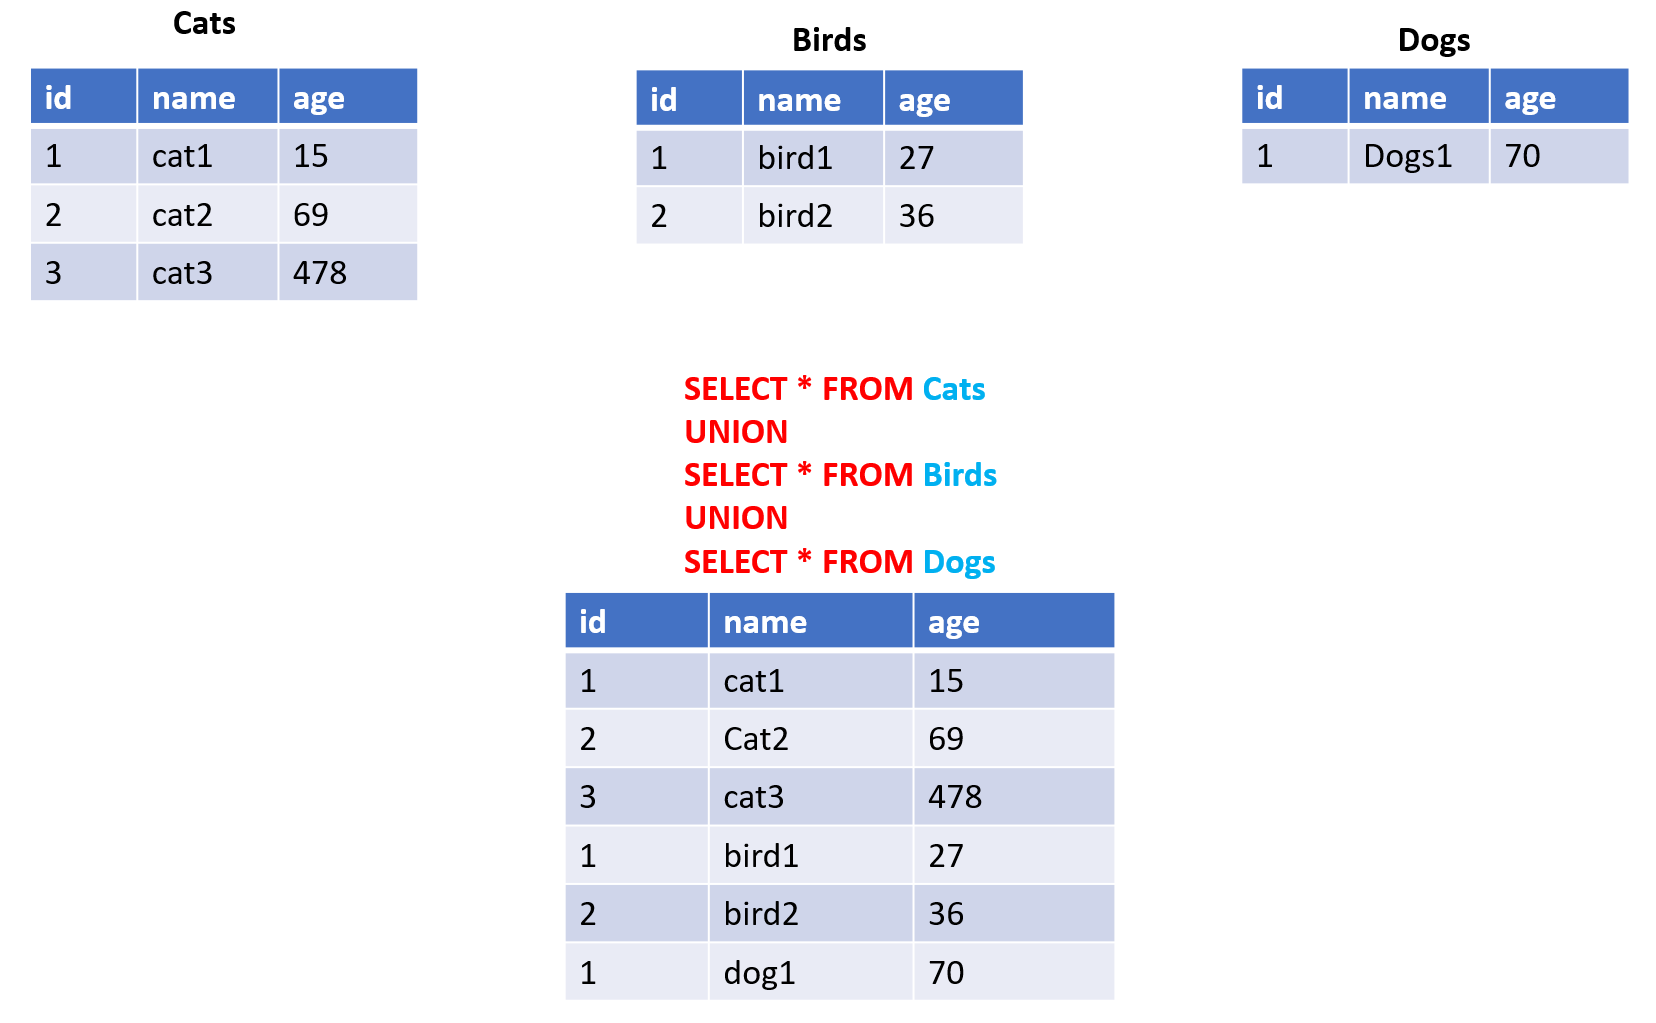 Cats
id name age
1 cat1 15
2 cat2 69
3 cat3 478
Birds
id name age
1 bird1 27
2 bird2 36
Dogs
id name age
1 Dogs1 70
SELECT * FROM Cats
UNION
SELECT * FROM Birds
UNION
SELECT * FROM Dogs
id name age
1 cat1 15
2 Cat2 69
3 cat3 478
1 bird1 27
2 bird2 36
1 dog1 70